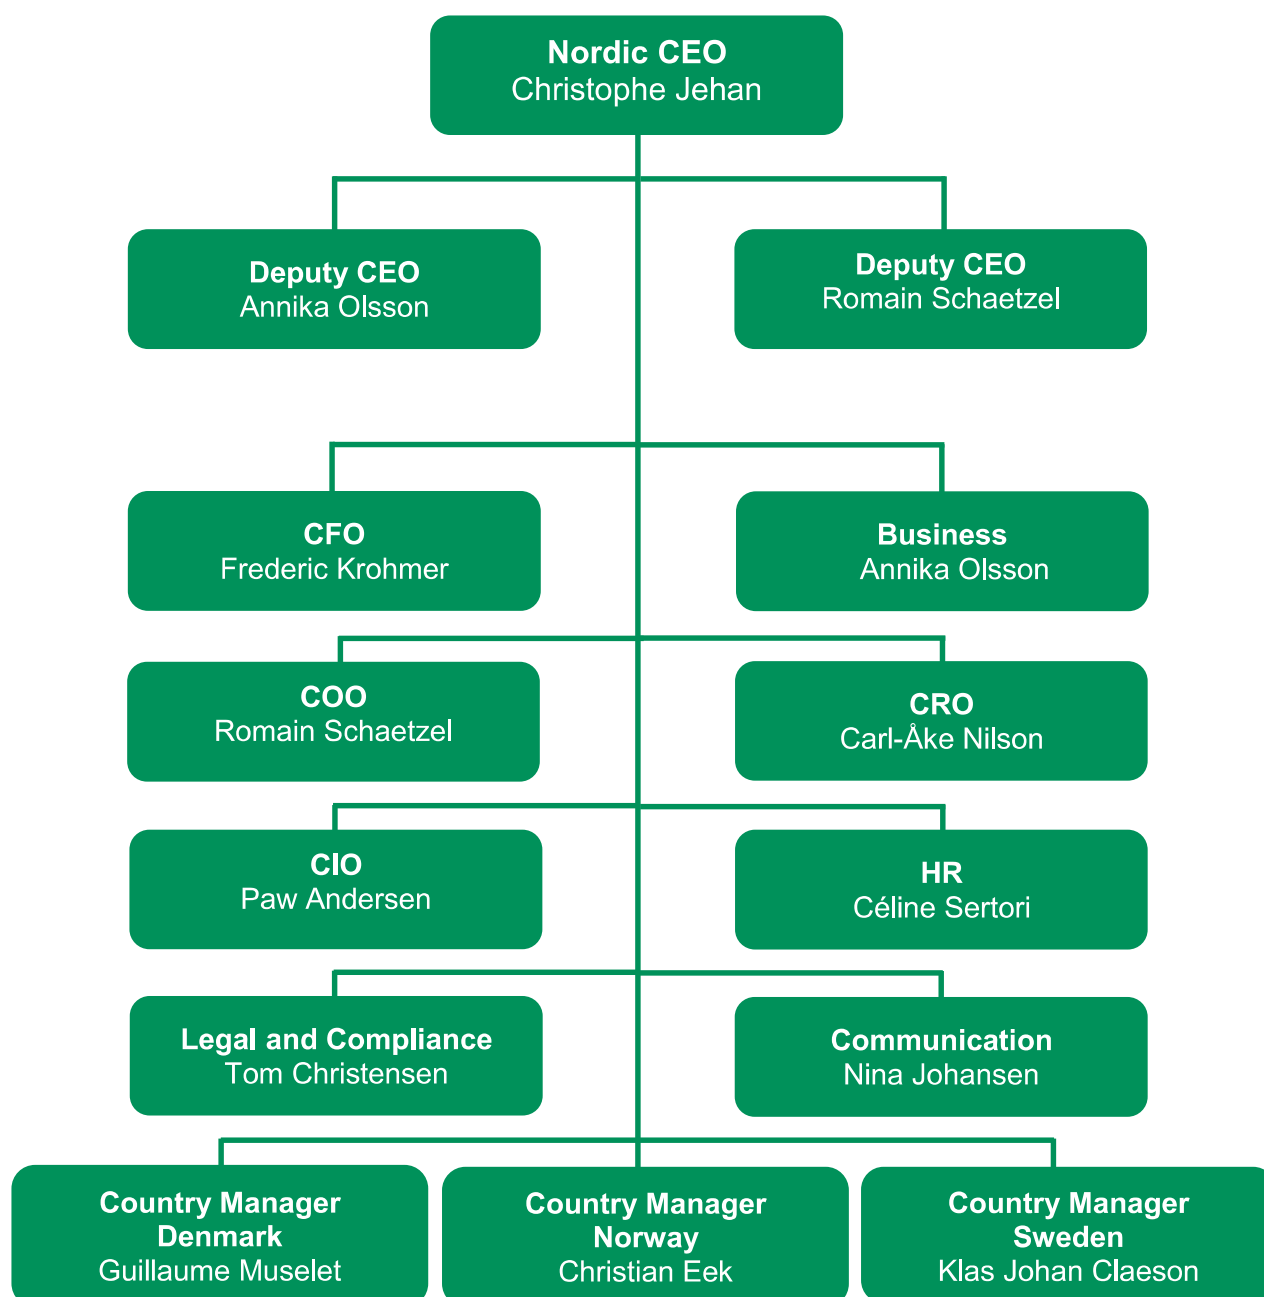 Nordic CEO
Christophe Jehan
Deputy CEO
Annika Olsson
Deputy CEO
Romain Schaetzel
CFO
Frederic Krohmer
Business
Annika Olsson
COO
Romain Schaetzel
CRO
Carl-Åke Nilson
CIO
Paw Andersen
HR
Céline Sertori
Legal and Compliance
Tom Christensen
Communication
Nina Johansen
Country Manager
Denmark
Guillaume Muselet
Country Manager
Norway
Christian Eek
Country Manager
Sweden
Klas Johan Claeson